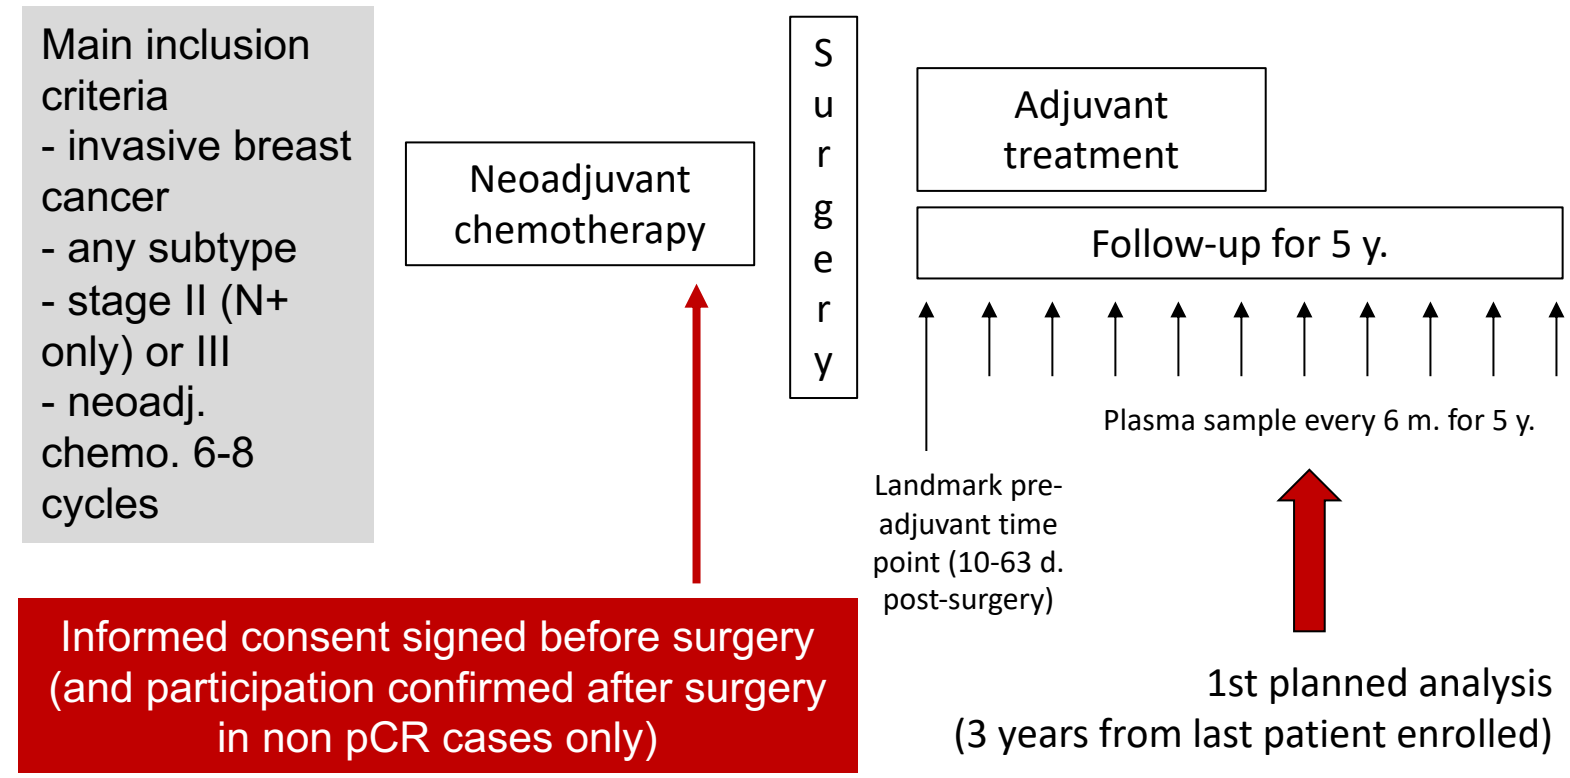 Main inclusion
criteria
- invasive breast
cancer
- any subtype
- stage II (N+
only) or III
- neoadj.
chemo. 6-8
cycles
Neoadjuvant
chemotherapy
S
u
r
g
e
r
y
Adjuvant
treatment
Follow-up for 5 y.
Plasma sample every 6 m. for 5 y.
Landmark pre-
adjuvant time
point (10-63 d.
post-surgery)
Informed consent signed before surgery
(and participation confirmed after surgery
in non pCR cases only)
1st planned analysis
(3 years from last patient enrolled)